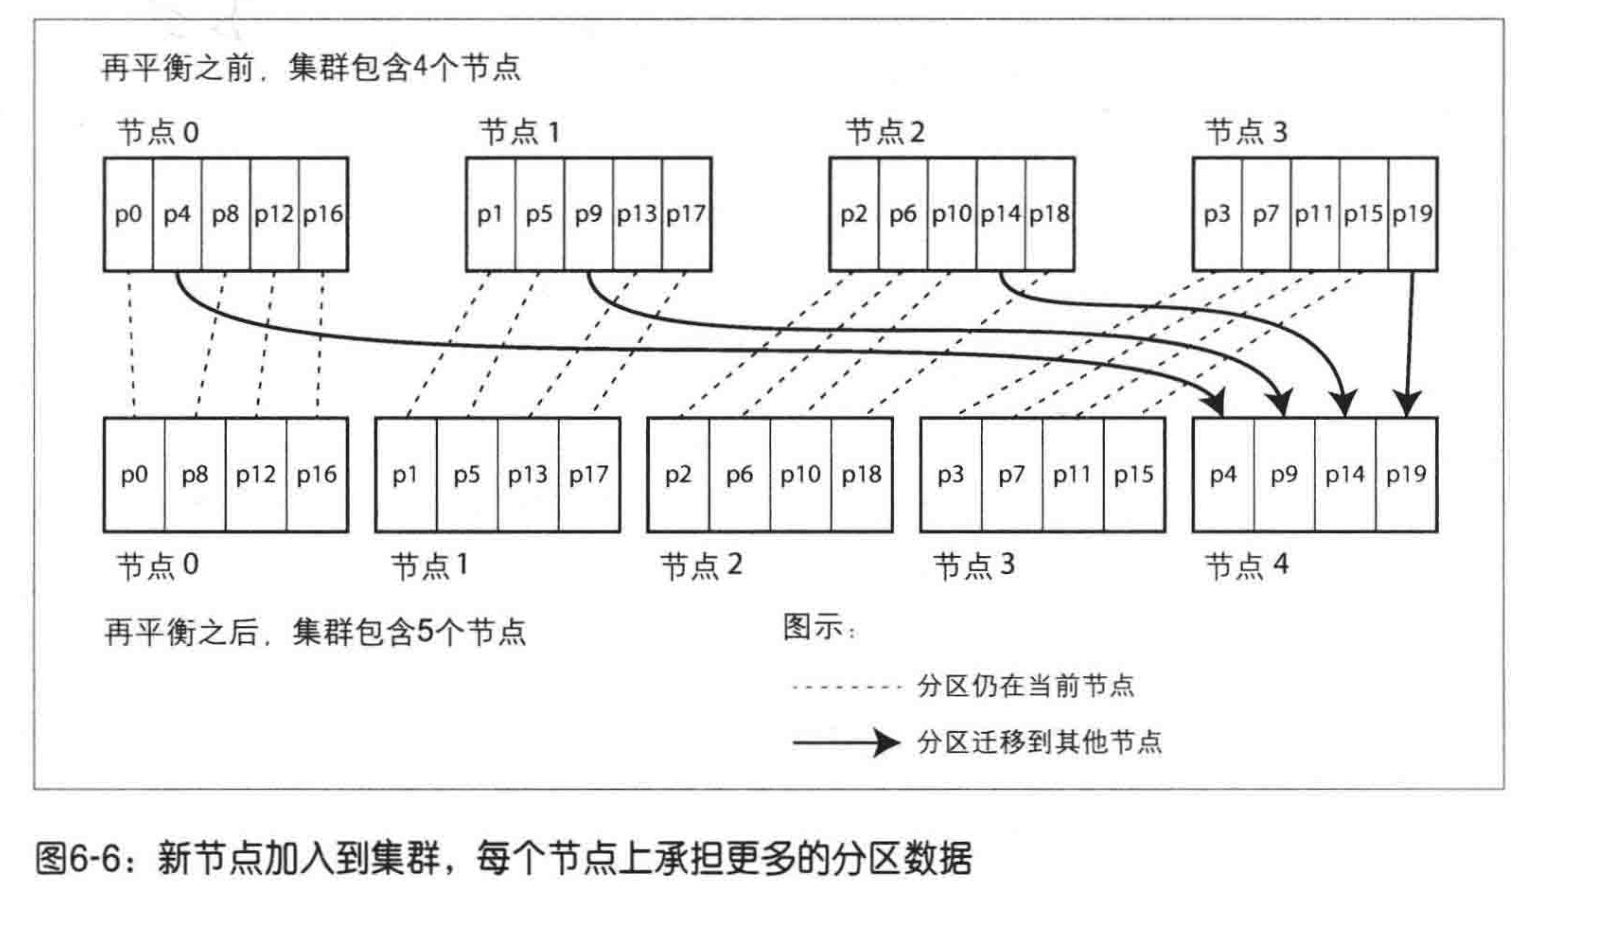 再平衡之前，集群包含4个节点
节点 0 节点 1 节点 2 节点 3
p0 p4 p8 p12 p16 p1 p5 p9 p13 p17 p2 p6 p10 p14 p18 p3 p7 p11 p15 p19
p0 p8 p12 p16 p1 p5 p13 p17 p2 p6 p10 p18 p3 p7 p11 p15 p4 p9 p14 p19
节点 0 节点 1 节点 2 节点 3 节点 4
再平衡之后，集群包含5个节点
图示：
分区仍在当前节点
分区迁移到其他节点
图6-6：新节点加入到集群，每个节点上承担更多的分区数据